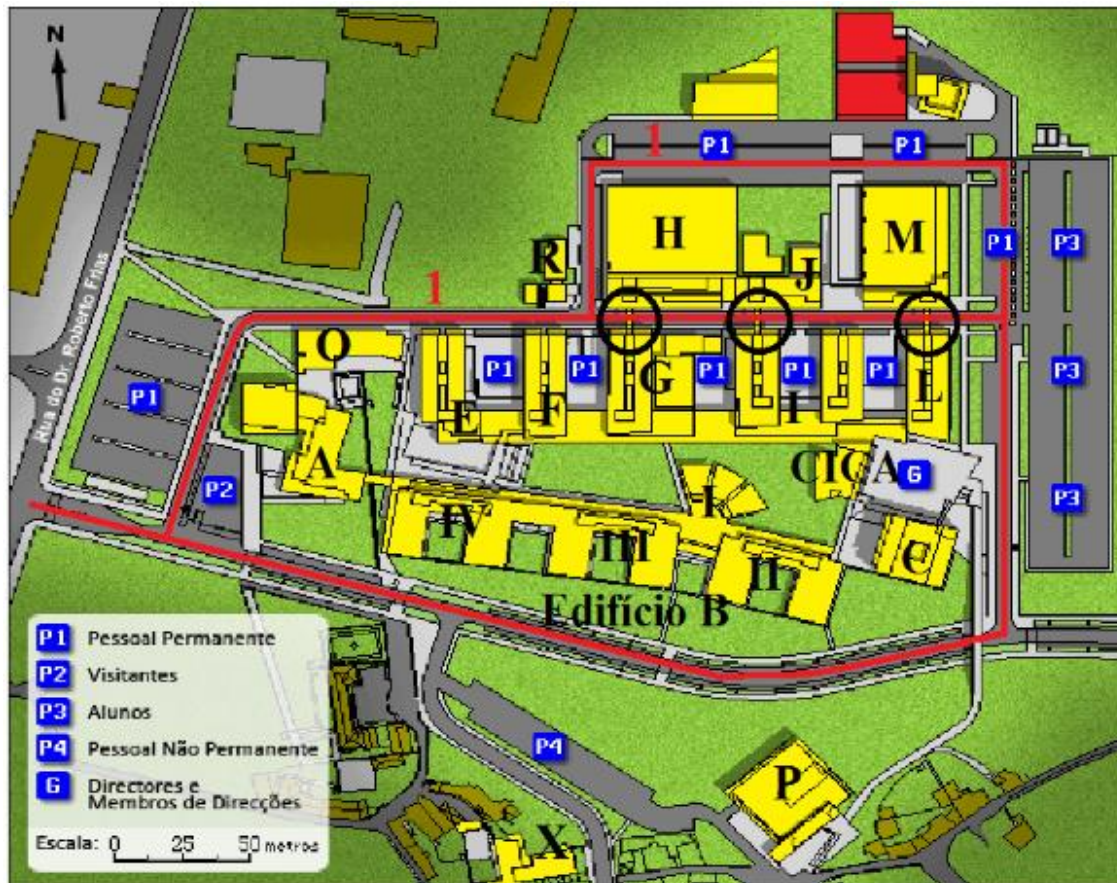 N
Rua do Dr. Roberto Frias
1
P1
P1
H
M
P1
P3
R
J
1
O
P1
P1
G
P1
P1
P1
L
P3
P1
E
F
I
A
CICA
G
P2
I
P3
IV
III
II
C
Edifício B
P1 Pessoal Permanente
P2 Visitantes
P3 Alunos
P4 Pessoal Não Permanente
G Directores e
Membros de Direcções
Escala: 0 25 50 metros
P4
P
X